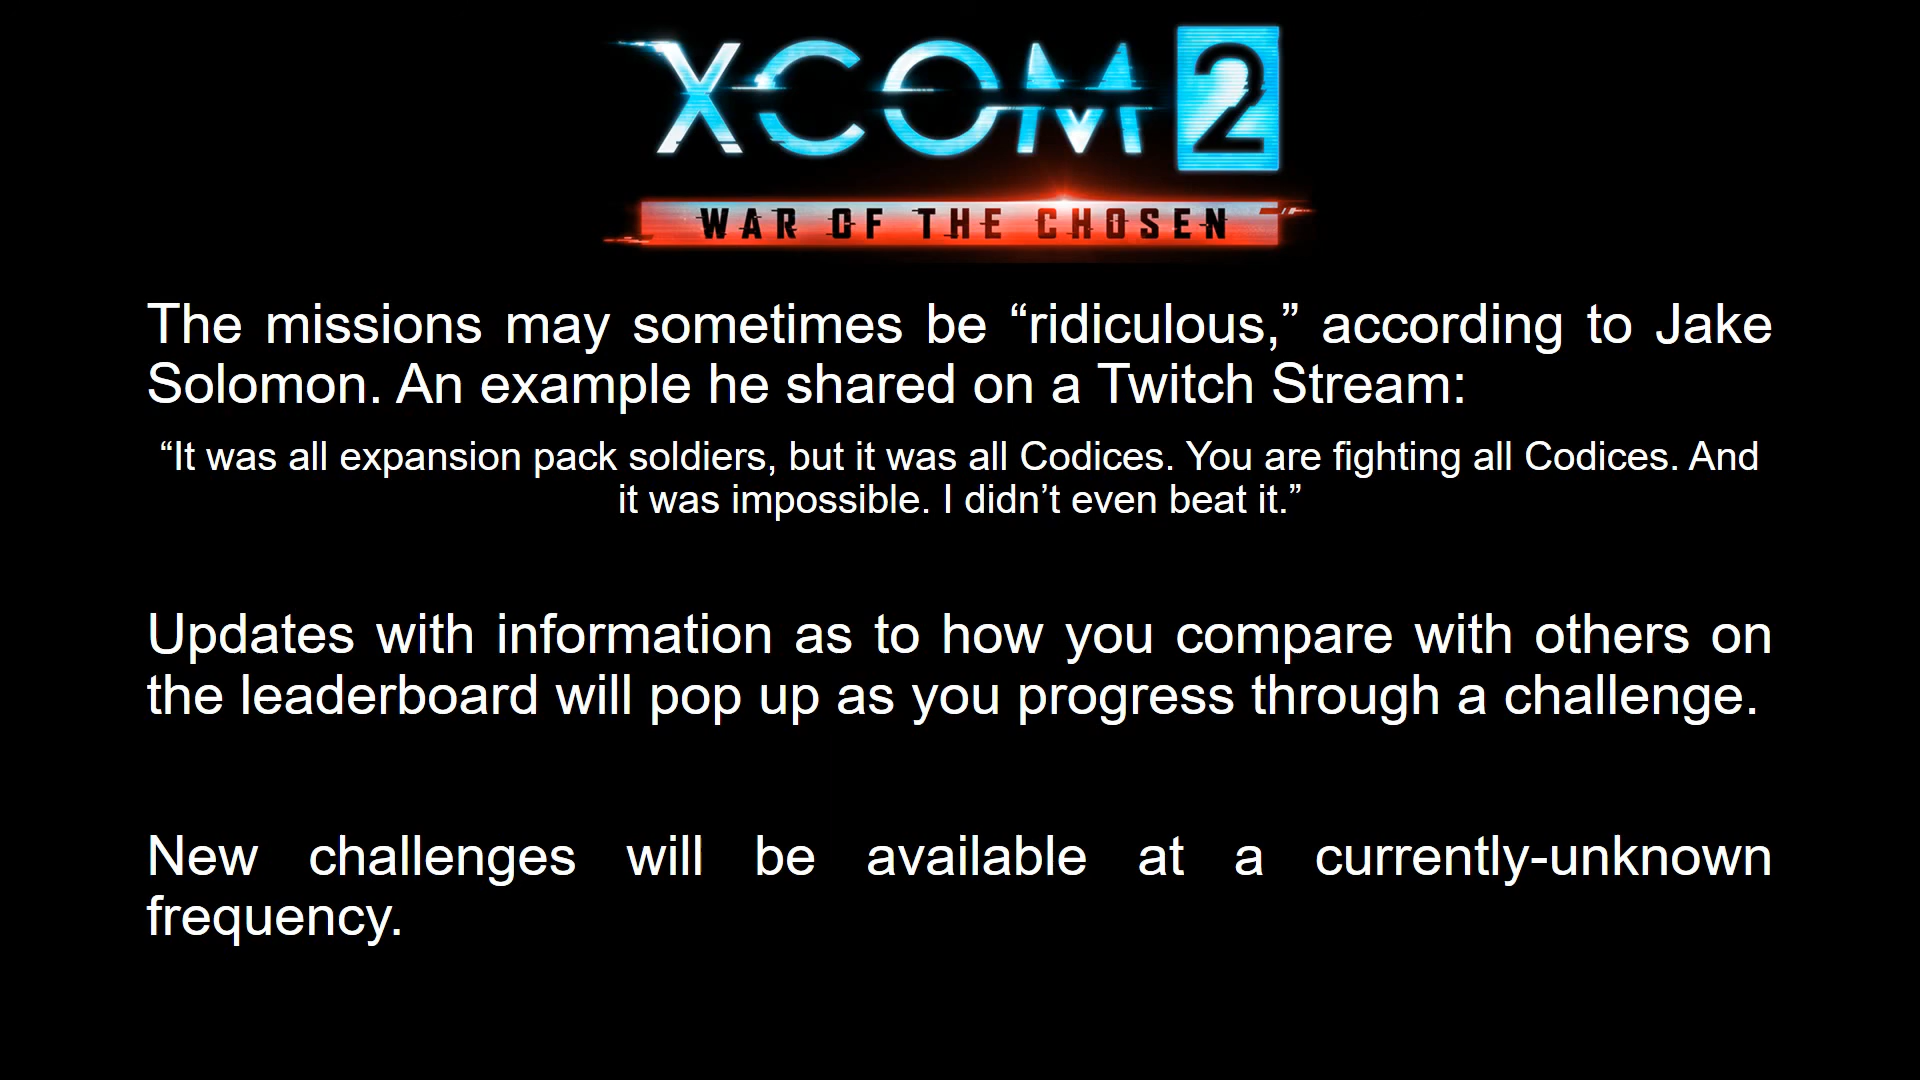 XCOM 2
WAR OF THE CHOSEN
The missions may sometimes be “ridiculous,” according to Jake
Solomon. An example he shared on a Twitch Stream:
“It was all expansion pack soldiers, but it was all Codices. You are fighting all Codices. And
it was impossible. I didn’t even beat it.”
Updates with information as to how you compare with others on
the leaderboard will pop up as you progress through a challenge.
New challenges will be available at a currently-unknown
frequency.